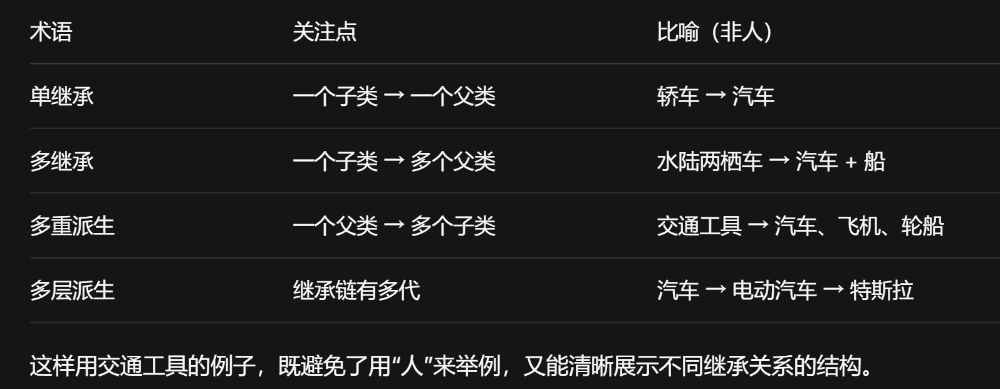 术语 关注点 比喻（非人）
单继承 一个子类 → 一个父类 轿车 → 汽车
多继承 一个子类 → 多个父类 水陆两栖车 → 汽车 + 船
多重派生 一个父类 → 多个子类 交通工具 → 汽车、飞机、轮船
多层派生 继承链有多代 汽车 → 电动汽车 → 特斯拉
这样用交通工具的例子，既避免了用“人”来举例，又能清晰展示不同继承关系的结构。